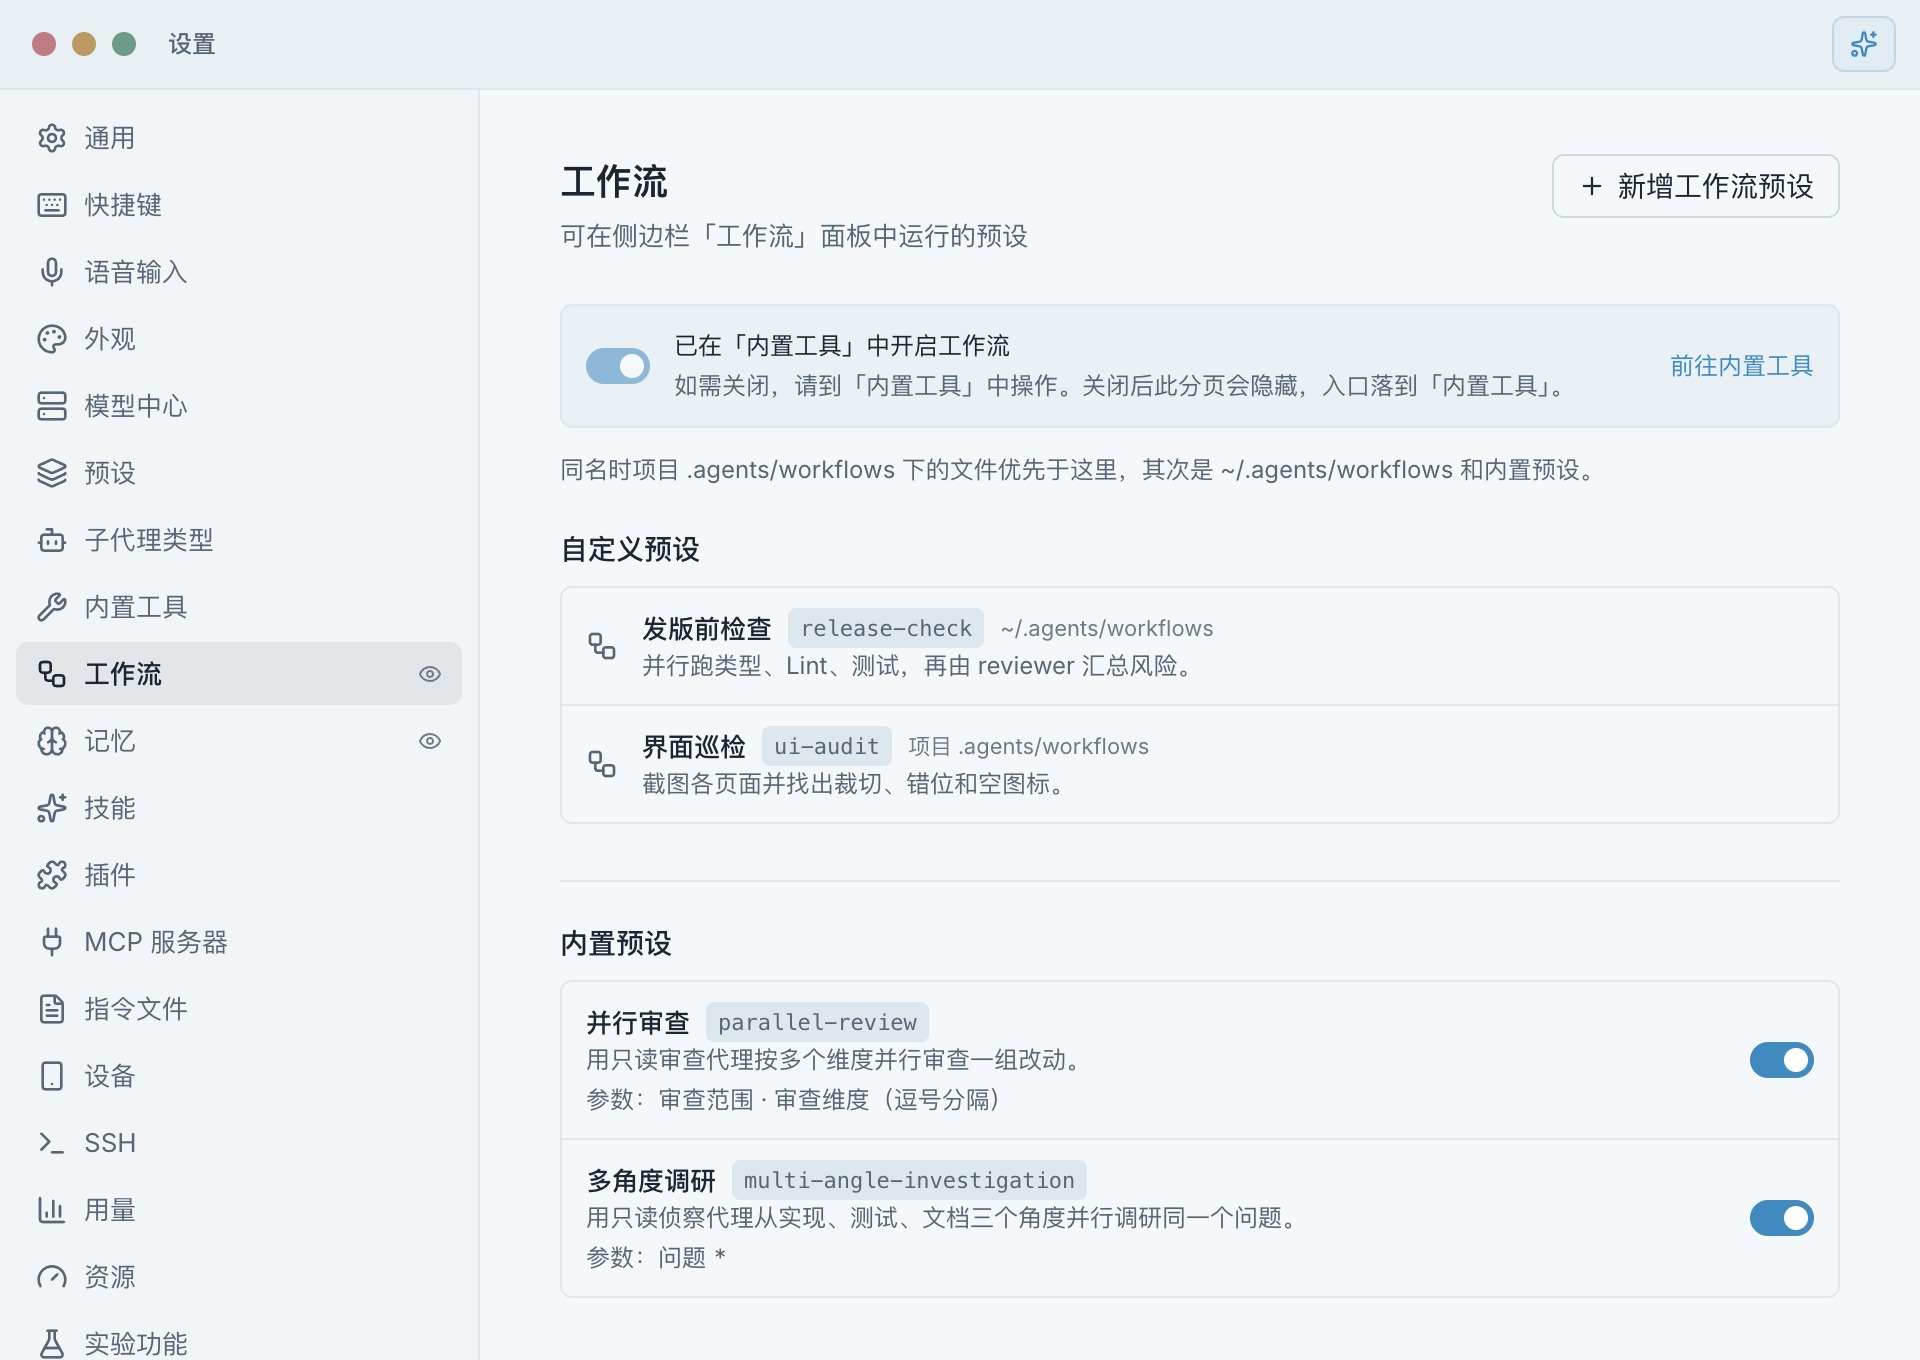 设置
通用
快捷键
语音输入
外观
模型中心
预设
子代理类型
内置工具
工作流
记忆
技能
插件
MCP 服务器
指令文件
设备
SSH
用量
资源
实验功能
工作流
新增工作流预设
可在侧边栏「工作流」面板中运行的预设
已在「内置工具」中开启工作流
如需关闭，请到「内置工具」中操作。关闭后此分页会隐藏，入口落到「内置工具」。
前往内置工具
同名时项目 .agents/workflows 下的文件优先于这里，其次是 ~/.agents/workflows 和内置预设。
自定义预设
发版前检查 release-check ~/.agents/workflows
并行跑类型、Lint、测试，再由 reviewer 汇总风险。
界面巡检 ui-audit 项目 .agents/workflows
截图各页面并找出裁切、错位和空图标。
内置预设
并行审查 parallel-review
用只读审查代理按多个维度并行审查一组改动。
参数：审查范围 · 审查维度（逗号分隔）
多角度调研 multi-angle-investigation
用只读侦察代理从实现、测试、文档三个角度并行调研同一个问题。
参数：问题 *